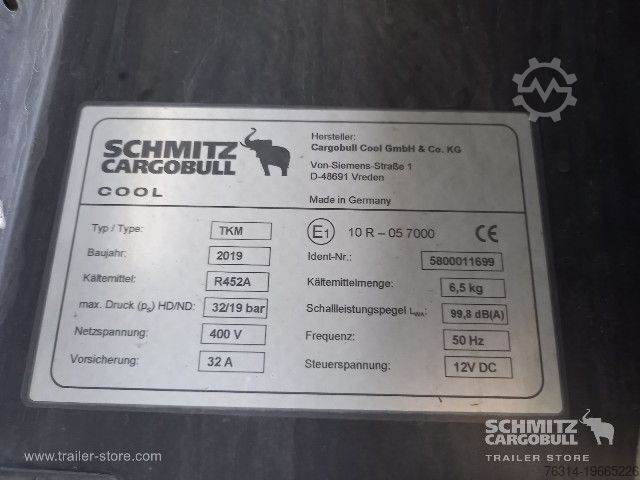 SCHMITZ
CARGOBULL
COOL
Hersteller:
Cargobull Cool GmbH & Co. KG
Von-Siemens-Straße 1
D-48691 Vreden
Made in Germany
Typ / Type: TKM
E1 10 R – 05 7000 CE
Baujahr: 2019
Ident-Nr.: 5800011699
Kältemittel: R452A
Kältemittelmenge: 6,5 kg
max. Druck (pS) HD/ND: 32/19 bar
Schallleistungspegel LWA: 99,8 dB(A)
Netzspannung: 400 V
Frequenz: 50 Hz
Vorsicherung: 32 A
Steuerspannung: 12V DC
www.trailer-store.com
SCHMITZ
CARGOBULL
TRAILER STORE
76314-19665226